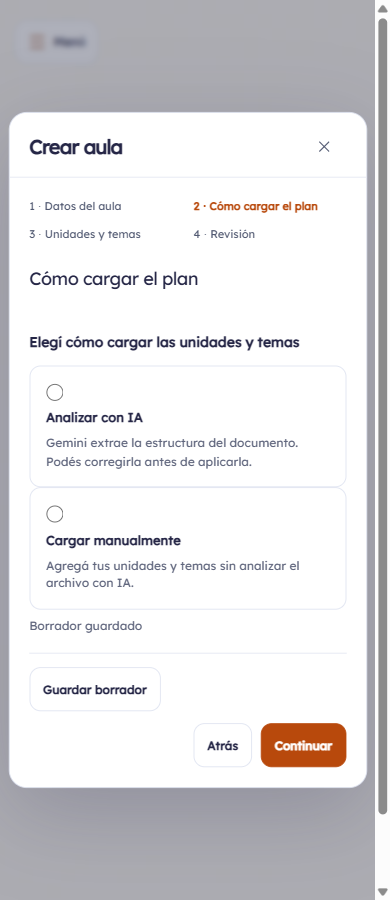 Menú
Crear aula
1 · Datos del aula
2 · Cómo cargar el plan
3 · Unidades y temas
4 · Revisión
Cómo cargar el plan
Elegí cómo cargar las unidades y temas
Analizar con IA
Gemini extrae la estructura del documento.
Podés corregirla antes de aplicarla.
Cargar manualmente
Agregá tus unidades y temas sin analizar el
archivo con IA.
Borrador guardado
Guardar borrador
Atrás
Continuar